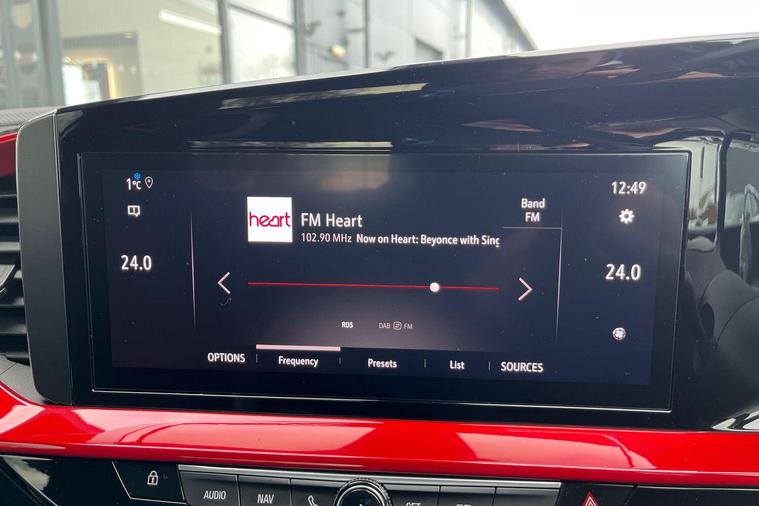 1°C
12:49
heart
FM Heart
Band
FM
102.90 MHz Now on Heart: Beyonce with Sing
24.0
24.0
RDS
DAB FM
OPTIONS
Frequency
Presets
List
SOURCES
AUDIO
NAV
SET